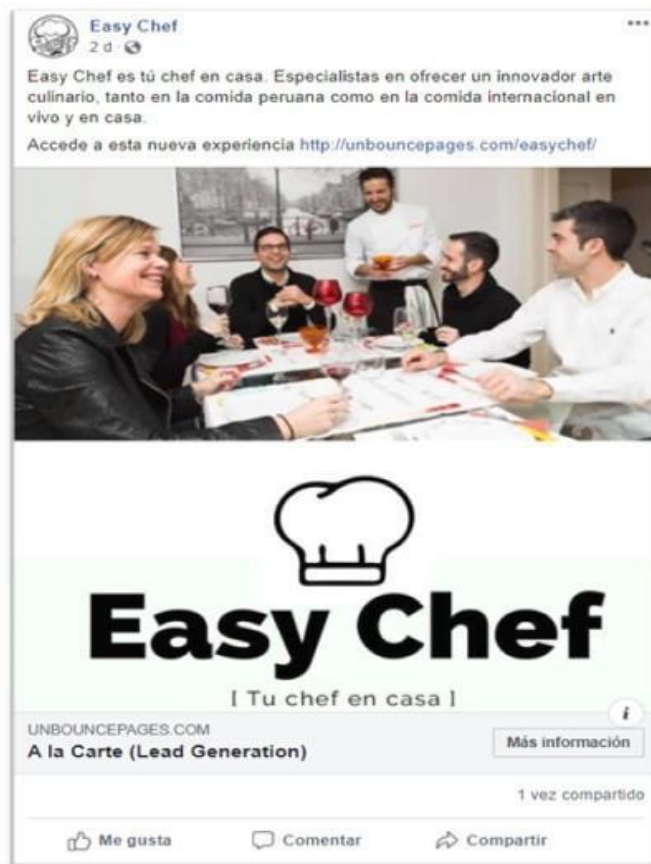 Easy Chef
2 d
Easy Chef es tú chef en casa. Especialistas en ofrecer un innovador arte
culinario, tanto en la comida peruana como en la comida internacional en
vivo y en casa.
Accede a esta nueva experiencia http://unbouncepages.com/easychef/
Easy Chef
[ Tu chef en casa ]
i
UNBOUNCEPAGES.COM
A la Carte (Lead Generation)
Más información
1 vez compartido
Me gusta
Comentar
Compartir